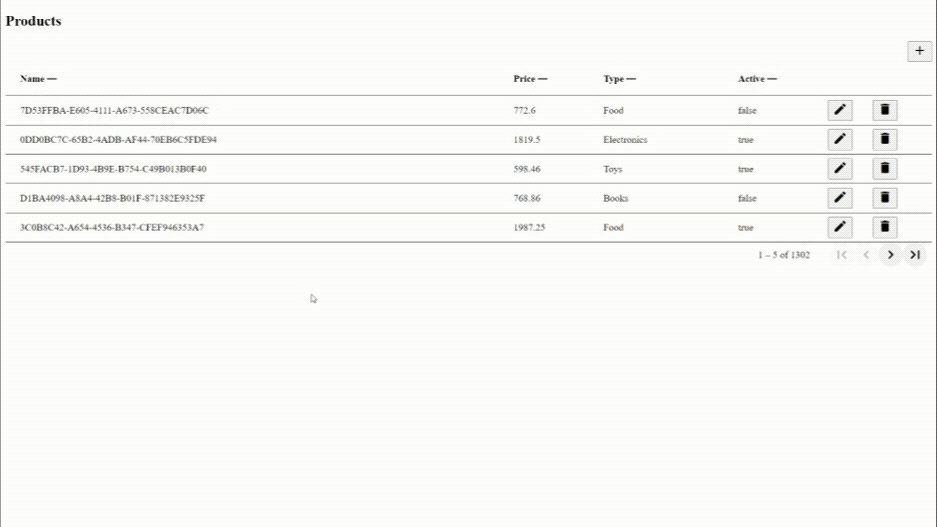 Products
+
Name — Price — Type — Active —
7D53FFBA-E605-4111-A673-558CEAC7D06C 772.6 Food false
0DD0BC7C-65B2-4ADB-AF44-70EB6C5FDE94 1819.5 Electronics true
545FACB7-1D93-4B9E-B754-C49B013B0F40 598.46 Toys true
D1BA4098-A8A4-42B8-B01F-871382E9325F 768.86 Books false
3C0B8C42-A654-4536-B347-CFEF946353A7 1987.25 Food true
1 – 5 of 1302